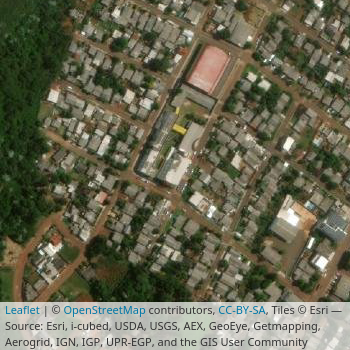 Leaflet | © OpenStreetMap contributors, CC-BY-SA, Tiles © Esri —
Source: Esri, i-cubed, USDA, USGS, AEX, GeoEye, Getmapping,
Aerogrid, IGN, IGP, UPR-EGP, and the GIS User Community